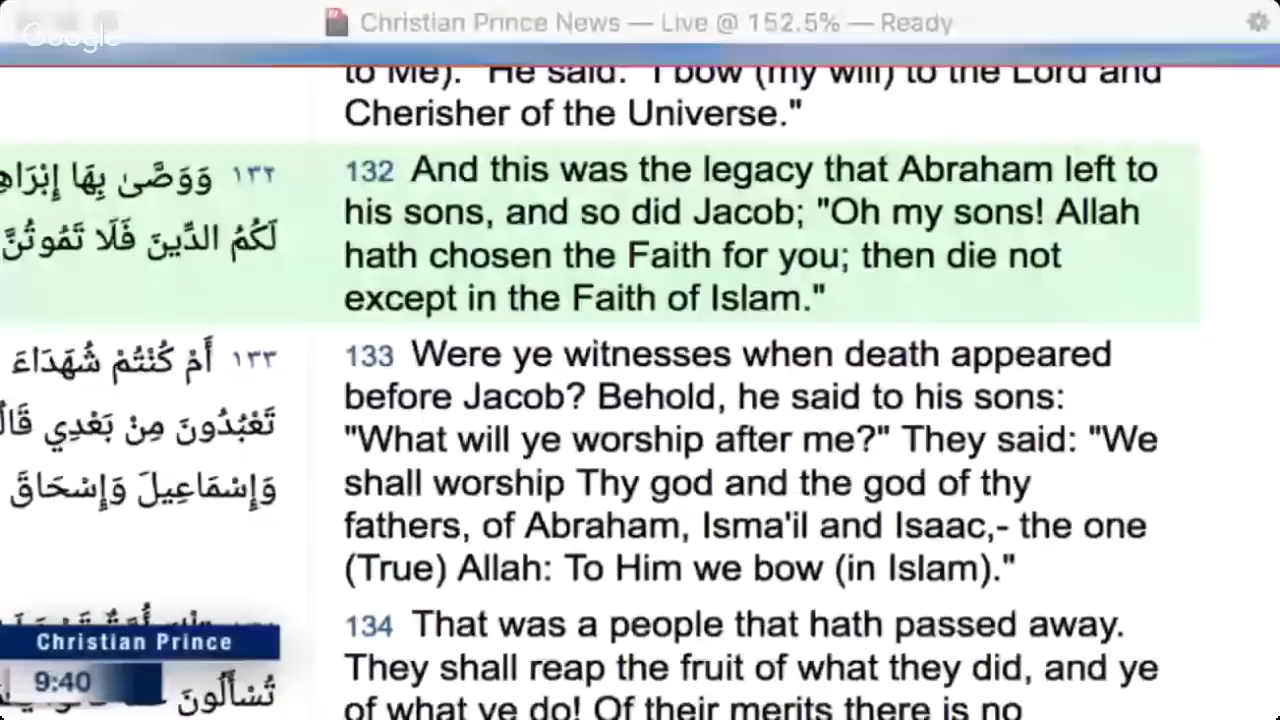 Google
Christian Prince News — Live @ 152.5% — Ready
to Me). "He said: "I bow (my will) to the Lord and
Cherisher of the Universe."
١٣٢ وَوَصَّىٰ بِهَا
لَكُمُ الدِّينَ فَلَا تَمُوتُنَّ
132 And this was the legacy that Abraham left to
his sons, and so did Jacob; "Oh my sons! Allah
hath chosen the Faith for you; then die not
except in the Faith of Islam."
١٣٣ أَمْ كُنْتُمْ شُهَدَاءَ
تَعْبُدُونَ مِنْ بَعْدِي
وَإِسْمَاعِيلَ وَإِسْحَاقَ
133 Were ye witnesses when death appeared
before Jacob? Behold, he said to his sons:
"What will ye worship after me?" They said: "We
shall worship Thy god and the god of thy
fathers, of Abraham, Isma'il and Isaac,- the one
(True) Allah: To Him we bow (in Islam)."
134 That was a people that hath passed away.
They shall reap the fruit of what they did, and ye
of what ye do! Of their merits there is no
Christian Prince
9:40
تُسْأَلُونَ